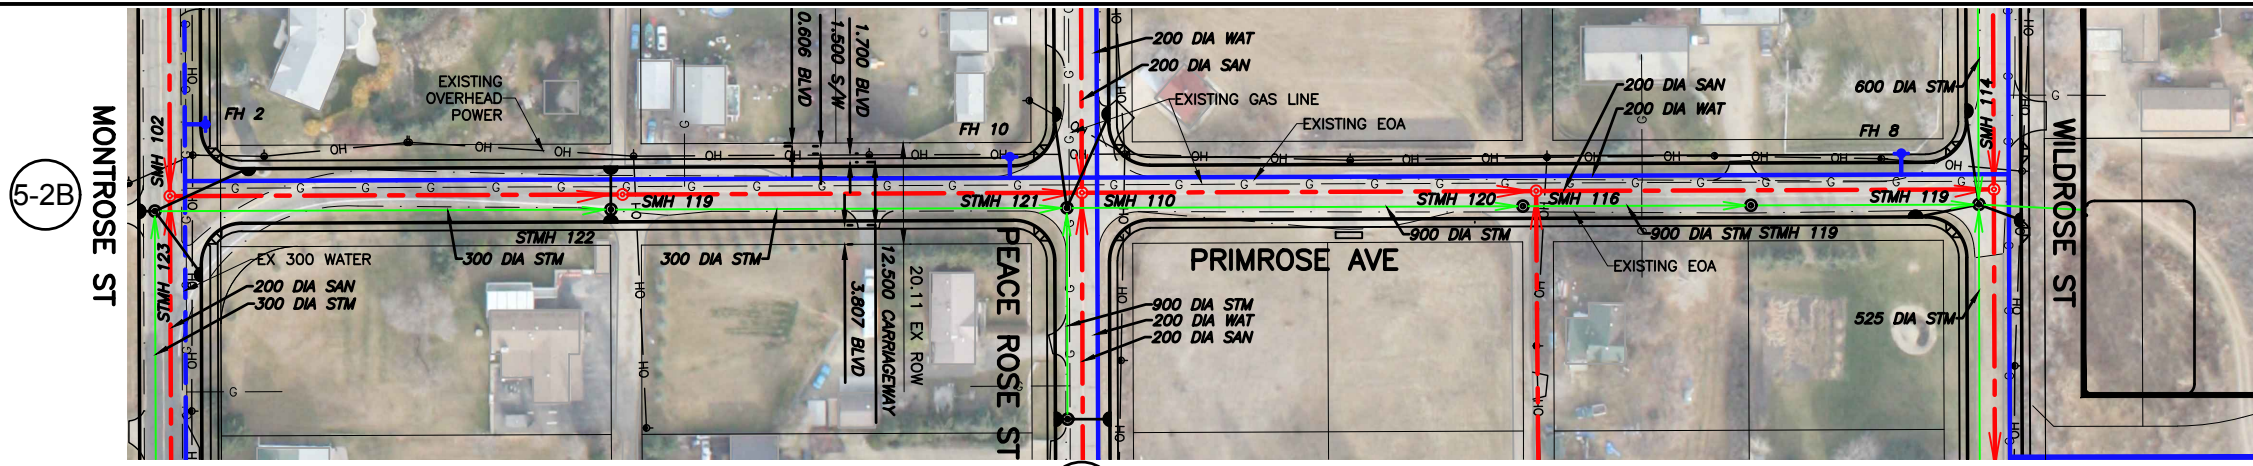 5-2B
MONTROSE ST
SMH 102
STMH 123
FH 2
EXISTING
OVERHEAD
POWER
0.606 BLVD
1.500 S/W
1.700 BLVD
FH 10
200 DIA WAT
200 DIA SAN
EXISTING GAS LINE
EXISTING EOA
200 DIA SAN
200 DIA WAT
600 DIA STM
FH 8
SMH 114
WILDROSE ST
SMH 119
STMH 121
SMH 110
STMH 120
SMH 116
STMH 119
STMH 122
300 DIA STM
300 DIA STM
EX 300 WATER
200 DIA SAN
300 DIA STM
3.807 BLVD
12.500 CARRIAGEWAY
20.11 EX ROW
PEACE ROSE ST
PRIMROSE AVE
900 DIA STM
900 DIA STM STMH 119
EXISTING EOA
900 DIA STM
200 DIA WAT
200 DIA SAN
525 DIA STM